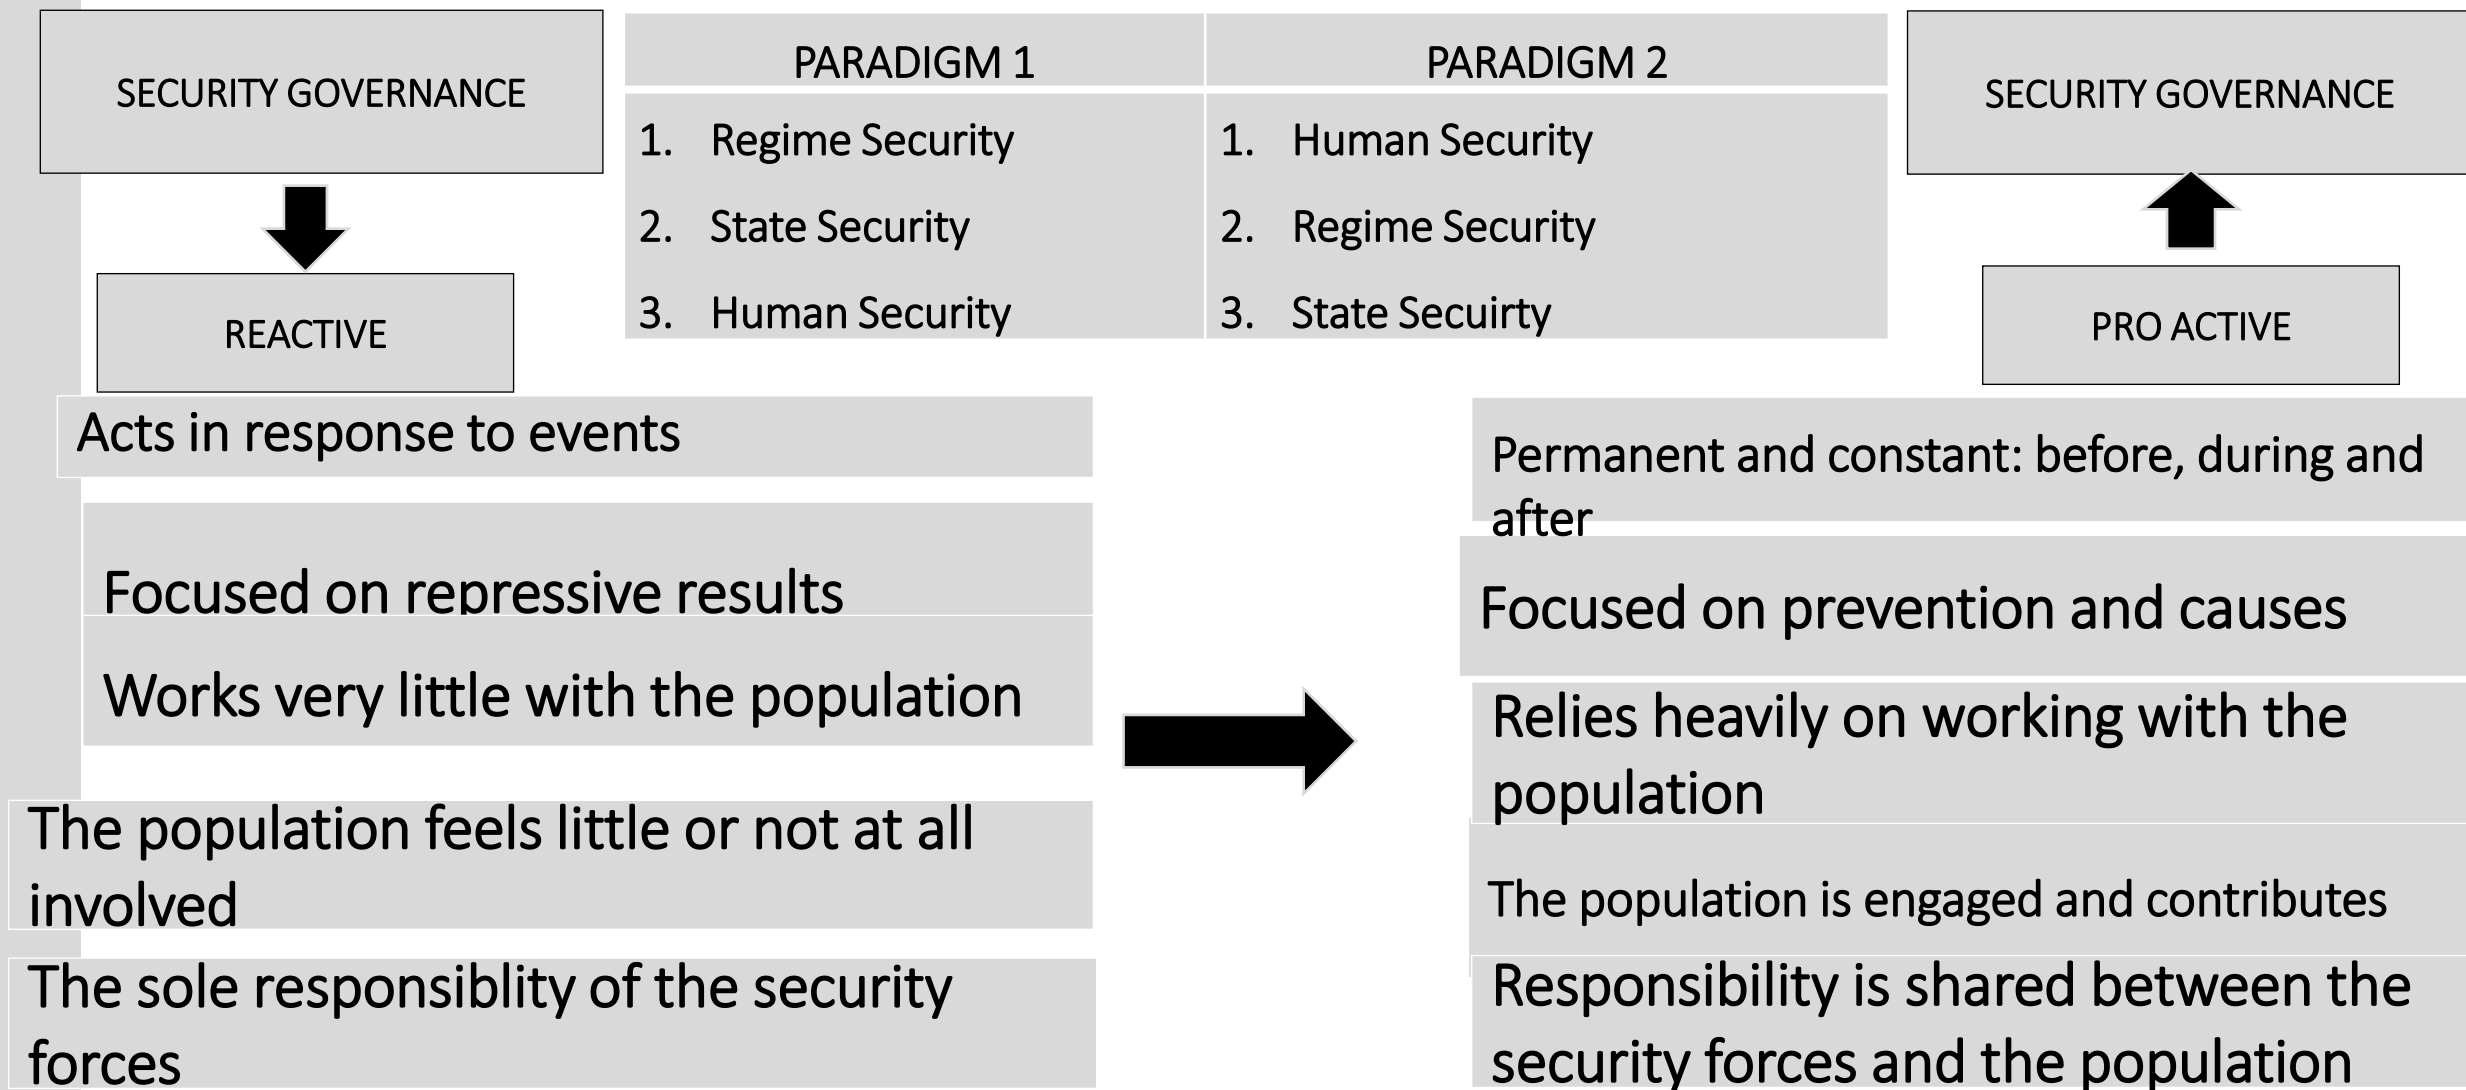 SECURITY GOVERNANCE
REACTIVE
PARADIGM 1
PARADIGM 2
1. Regime Security
2. State Security
3. Human Security
1. Human Security
2. Regime Security
3. State Secuirty
SECURITY GOVERNANCE
PRO ACTIVE
Acts in response to events
Focused on repressive results
Works very little with the population
The population feels little or not at all
involved
The sole responsiblity of the security
forces
Permanent and constant: before, during and
after
Focused on prevention and causes
Relies heavily on working with the
population
The population is engaged and contributes
Responsibility is shared between the
security forces and the population